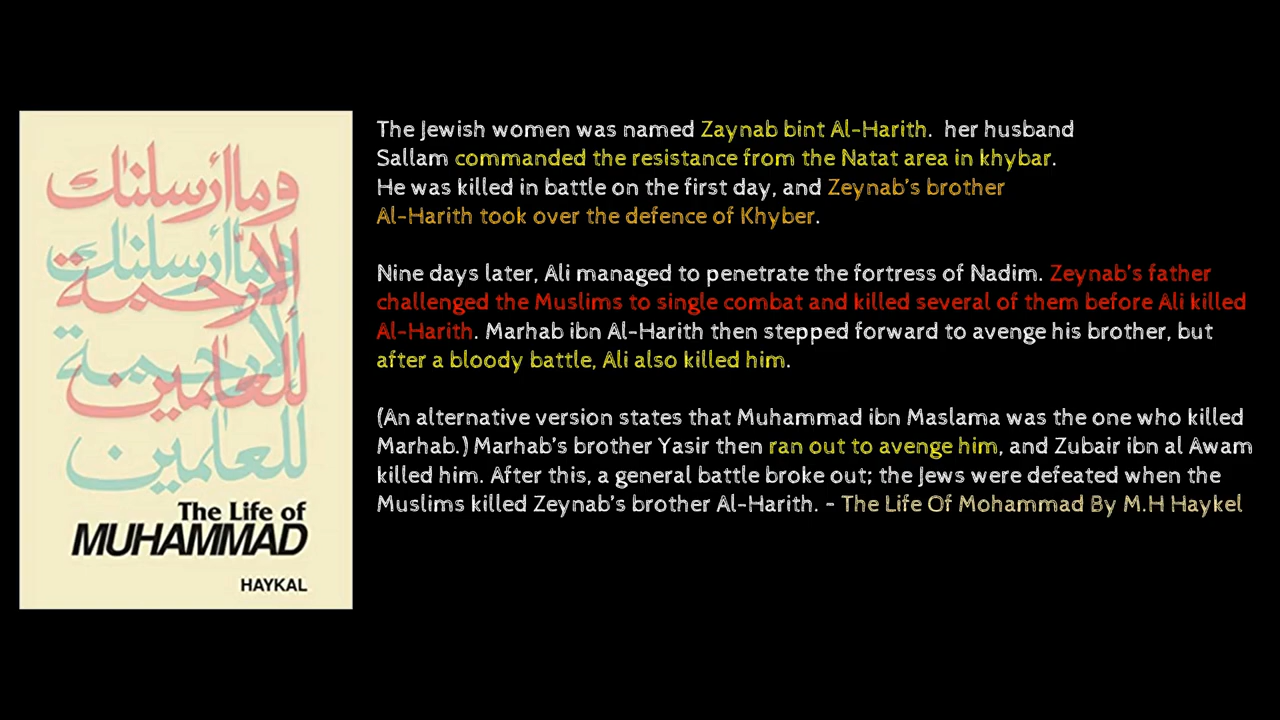 وما أرسلناك
وما أرسلناك
إلا رحمة
إلا رحمة
للعالمين
للعالمين
The Life of
MUHAMMAD
HAYKAL
The Jewish women was named Zaynab bint Al-Harith. her husband
Sallam commanded the resistance from the Natat area in khybar.
He was killed in battle on the first day, and Zeynab's brother
Al-Harith took over the defence of Khyber.
Nine days later, Ali managed to penetrate the fortress of Nadim. Zeynab's father
challenged the Muslims to single combat and killed several of them before Ali killed
Al-Harith. Marhab ibn Al-Harith then stepped forward to avenge his brother, but
after a bloody battle, Ali also killed him.
(An alternative version states that Muhammad ibn Maslama was the one who killed
Marhab.) Marhab's brother Yasir then ran out to avenge him, and Zubair ibn al Awam
killed him. After this, a general battle broke out; the Jews were defeated when the
Muslims killed Zeynab's brother Al-Harith. - The Life Of Mohammad By M.H Haykel